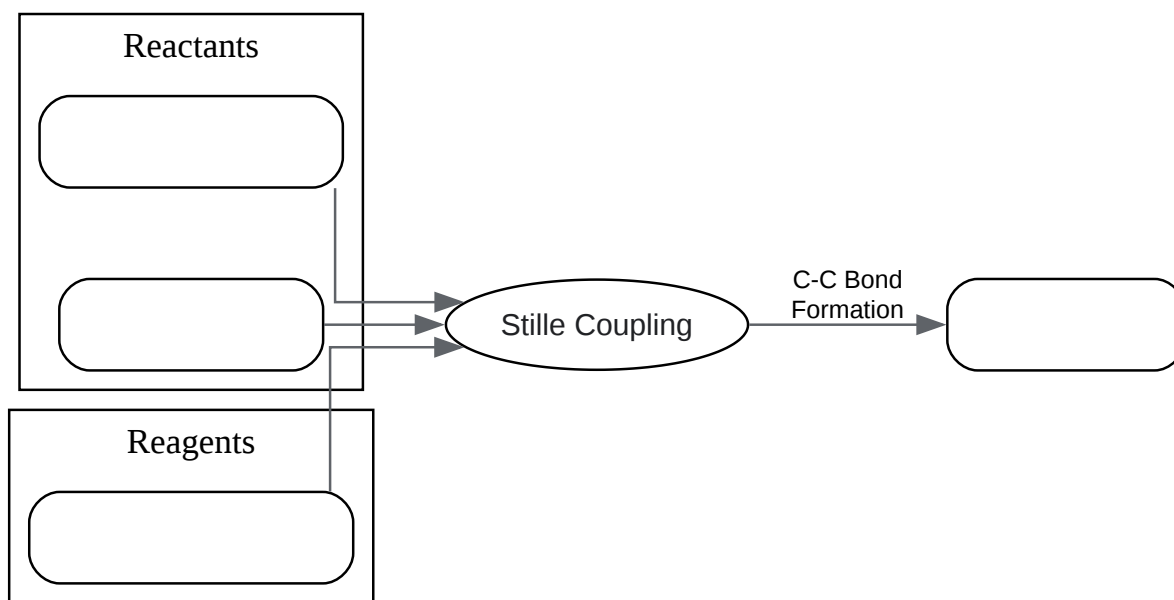 Reactants
Stille Coupling
C-C Bond
Formation
Reagents